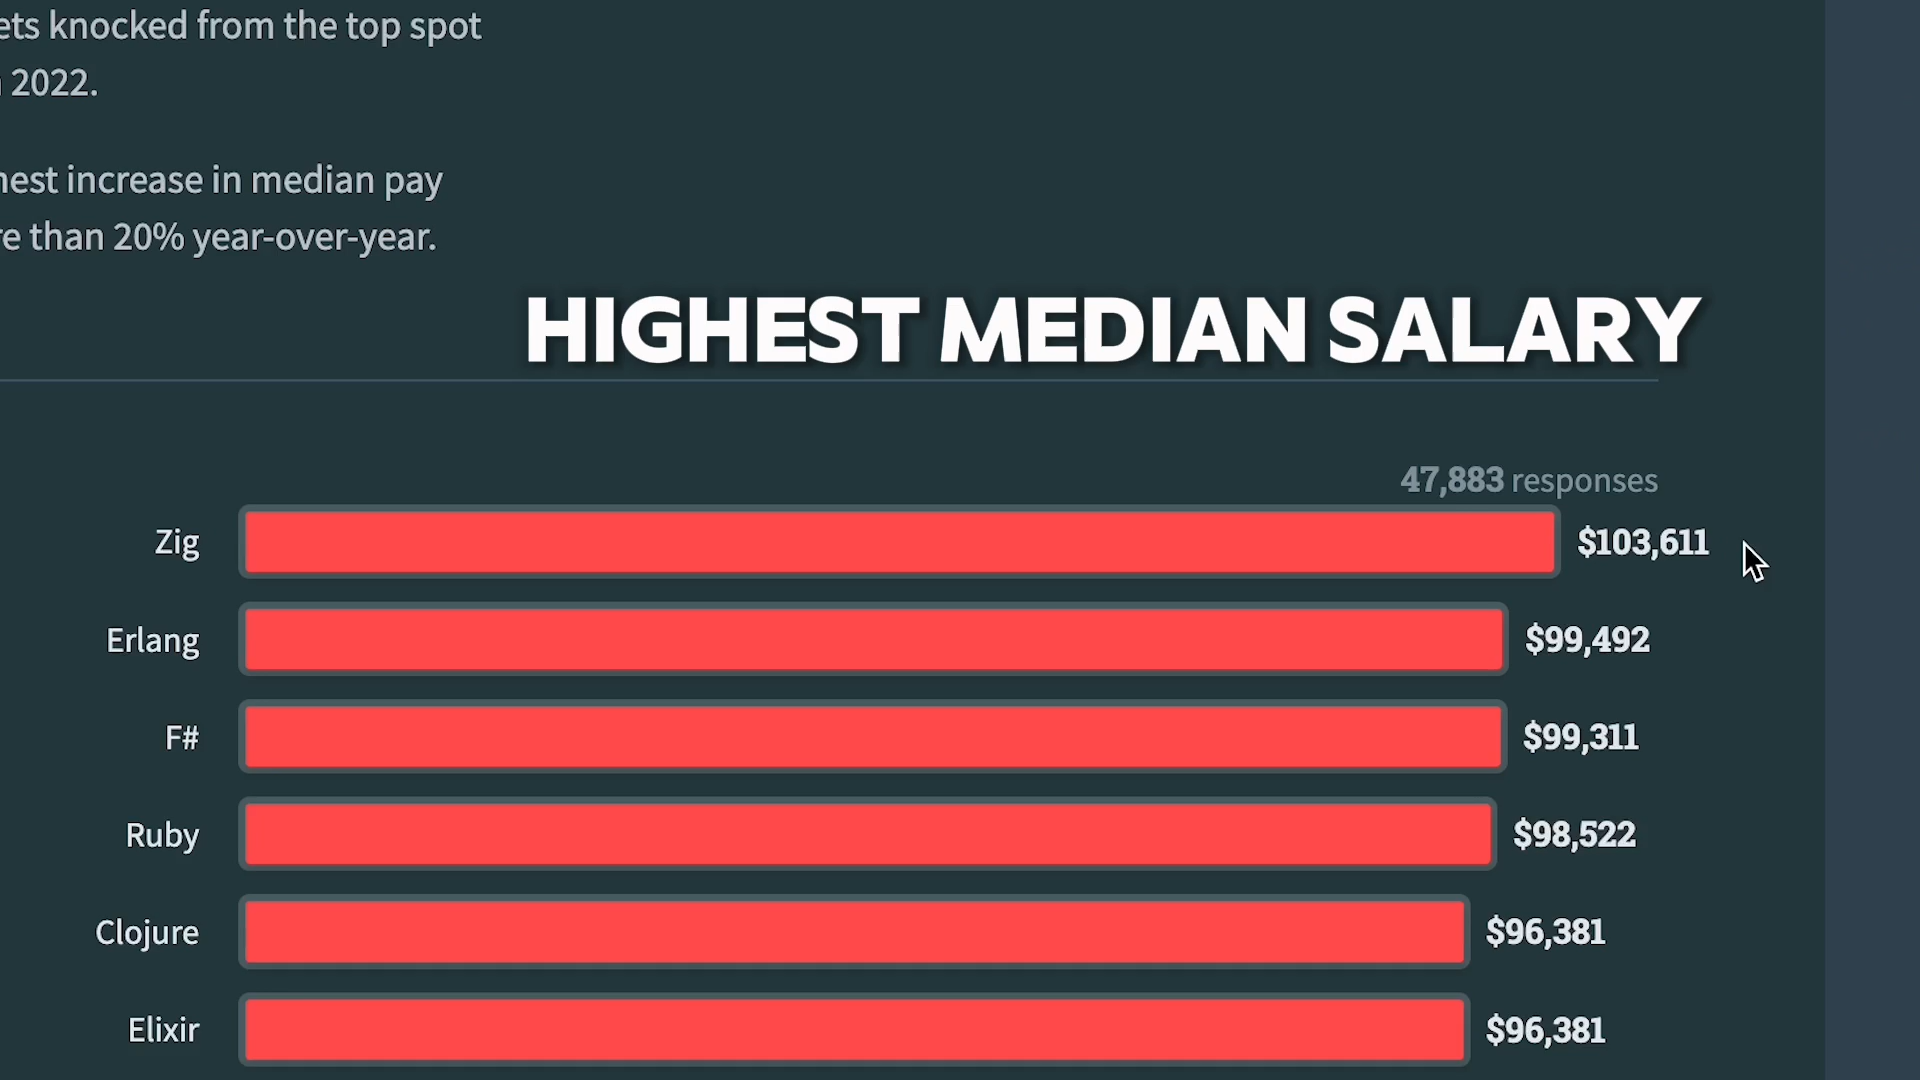 ets knocked from the top spot
2022.
est increase in median pay
e than 20% year-over-year.
HIGHEST MEDIAN SALARY
47,883 responses
Zig $103,611
Erlang $99,492
F# $99,311
Ruby $98,522
Clojure $96,381
Elixir $96,381